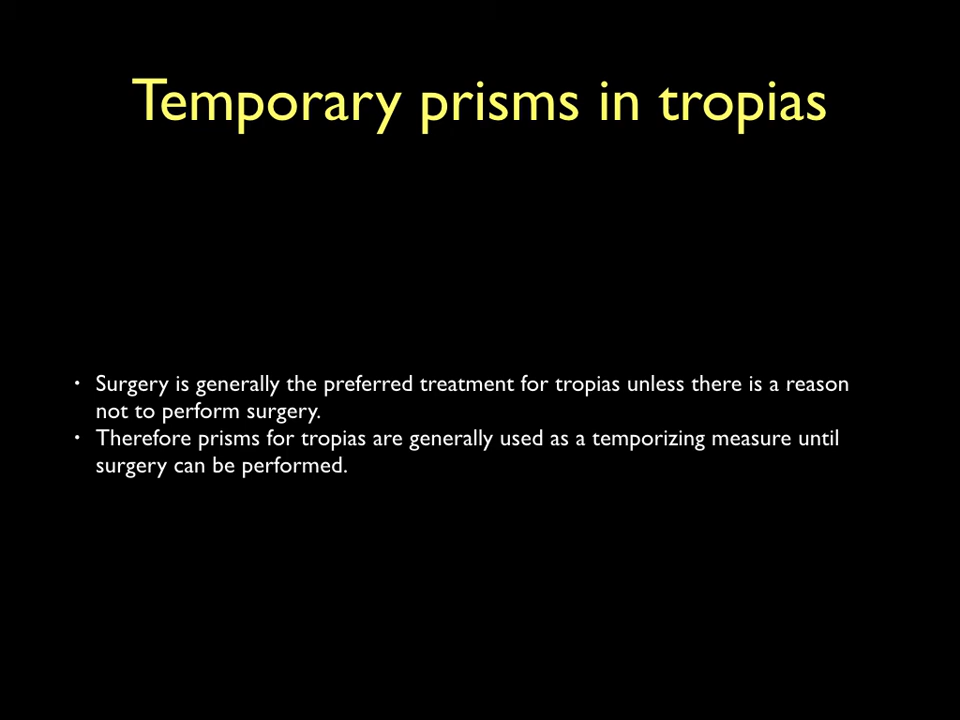 Temporary prisms in tropias
• Surgery is generally the preferred treatment for tropias unless there is a reason
not to perform surgery.
• Therefore prisms for tropias are generally used as a temporizing measure until
surgery can be performed.